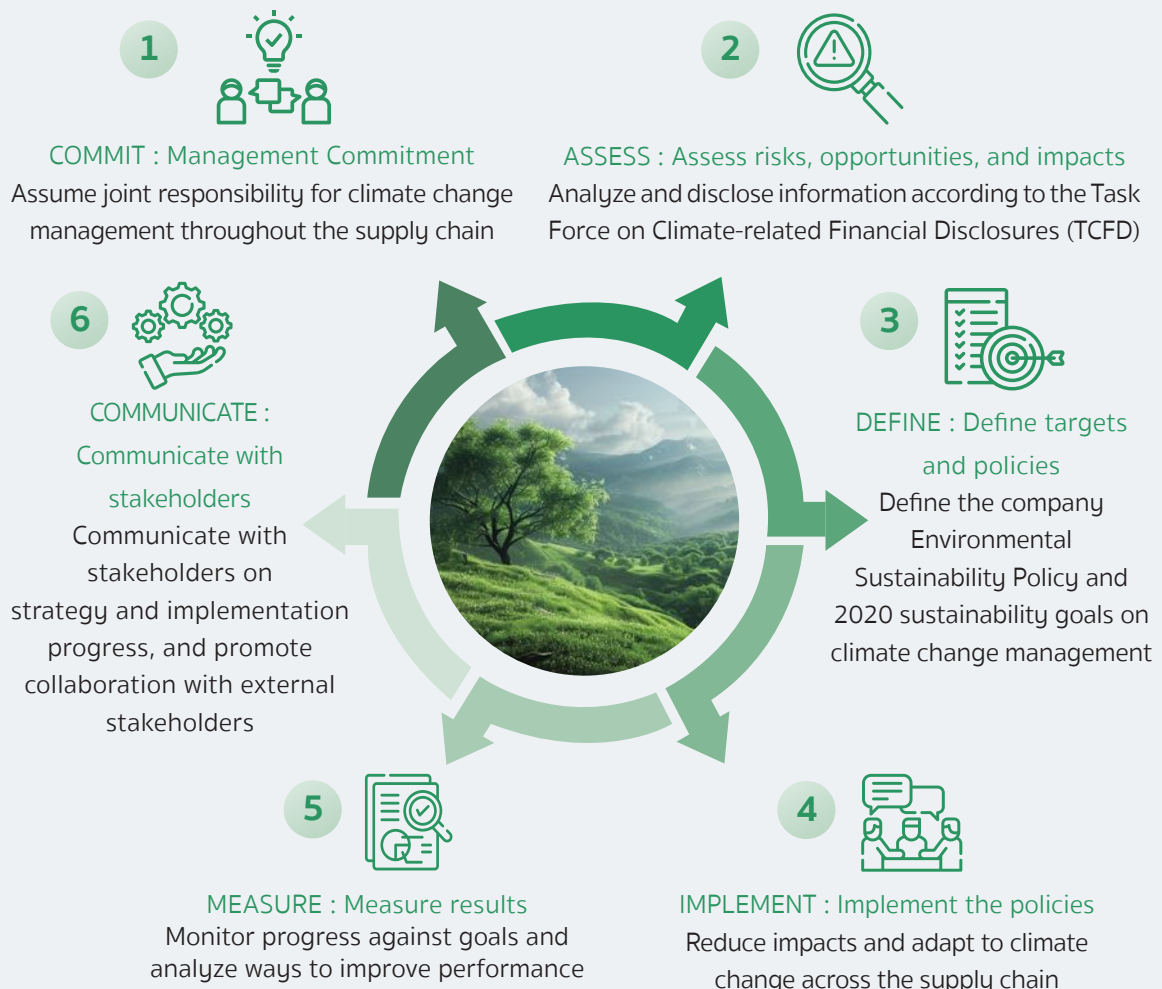 1
COMMIT : Management Commitment
Assume joint responsibility for climate change
management throughout the supply chain
2
ASSESS : Assess risks, opportunities, and impacts
Analyze and disclose information according to the Task
Force on Climate-related Financial Disclosures (TCFD)
3
DEFINE : Define targets
and policies
Define the company
Environmental
Sustainability Policy and
2020 sustainability goals on
climate change management
4
IMPLEMENT : Implement the policies
Reduce impacts and adapt to climate
change across the supply chain
5
MEASURE : Measure results
Monitor progress against goals and
analyze ways to improve performance
6
COMMUNICATE :
Communicate with
stakeholders
Communicate with
stakeholders on
strategy and implementation
progress, and promote
collaboration with external
stakeholders